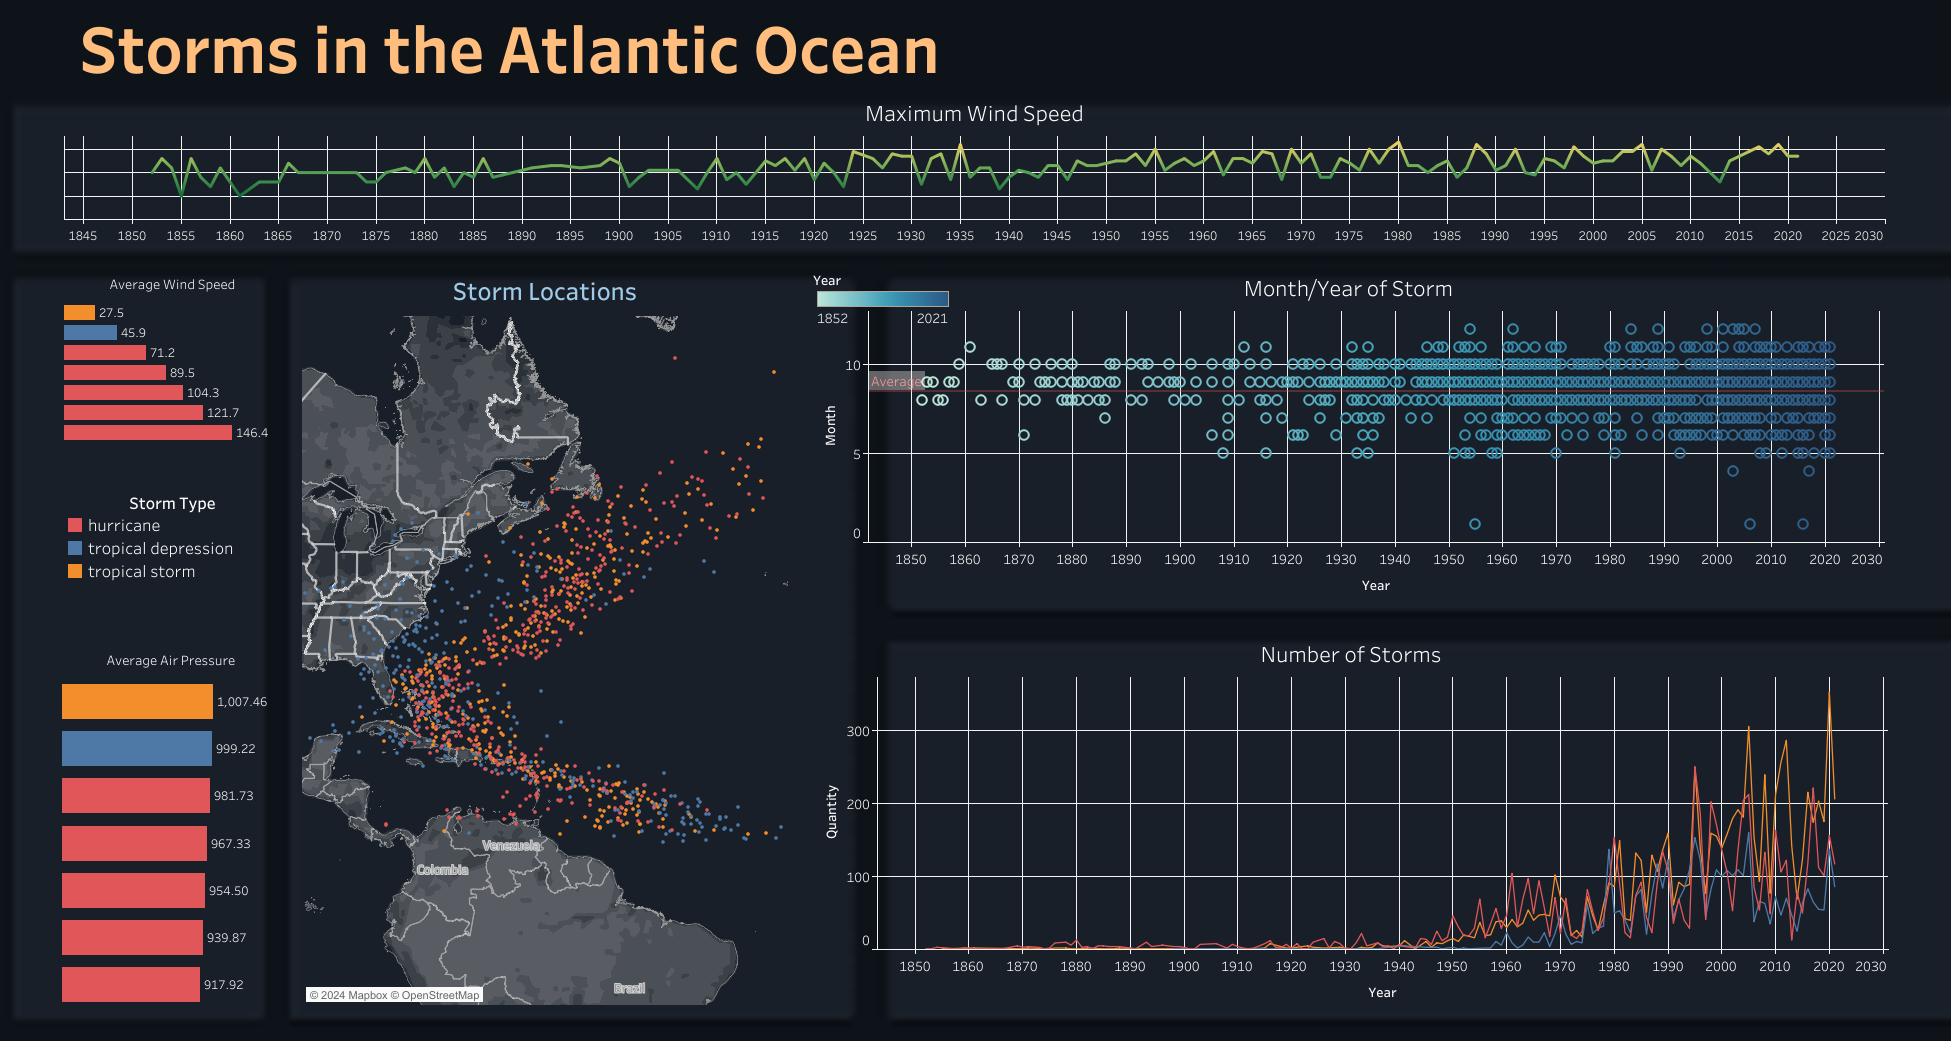 Storms in the Atlantic Ocean
Maximum Wind Speed
1845 1850 1855 1860 1865 1870 1875 1880 1885 1890 1895 1900 1905 1910 1915 1920 1925 1930 1935 1940 1945 1950 1955 1960 1965 1970 1975 1980 1985 1990 1995 2000 2005 2010 2015 2020 2025 2030
Average Wind Speed
27.5
45.9
71.2
89.5
104.3
121.7
146.4
Storm Type
hurricane
tropical depression
tropical storm
Average Air Pressure
1,007.46
999.22
981.73
967.33
954.50
939.87
917.92
Storm Locations
Venezuela
Colombia
Brazil
© 2024 Mapbox © OpenStreetMap
Year
1852 2021
Month/Year of Storm
10
Average
Month
5
0
1850 1860 1870 1880 1890 1900 1910 1920 1930 1940 1950 1960 1970 1980 1990 2000 2010 2020 2030
Year
Number of Storms
300
200
Quantity
100
0
1850 1860 1870 1880 1890 1900 1910 1920 1930 1940 1950 1960 1970 1980 1990 2000 2010 2020 2030
Year